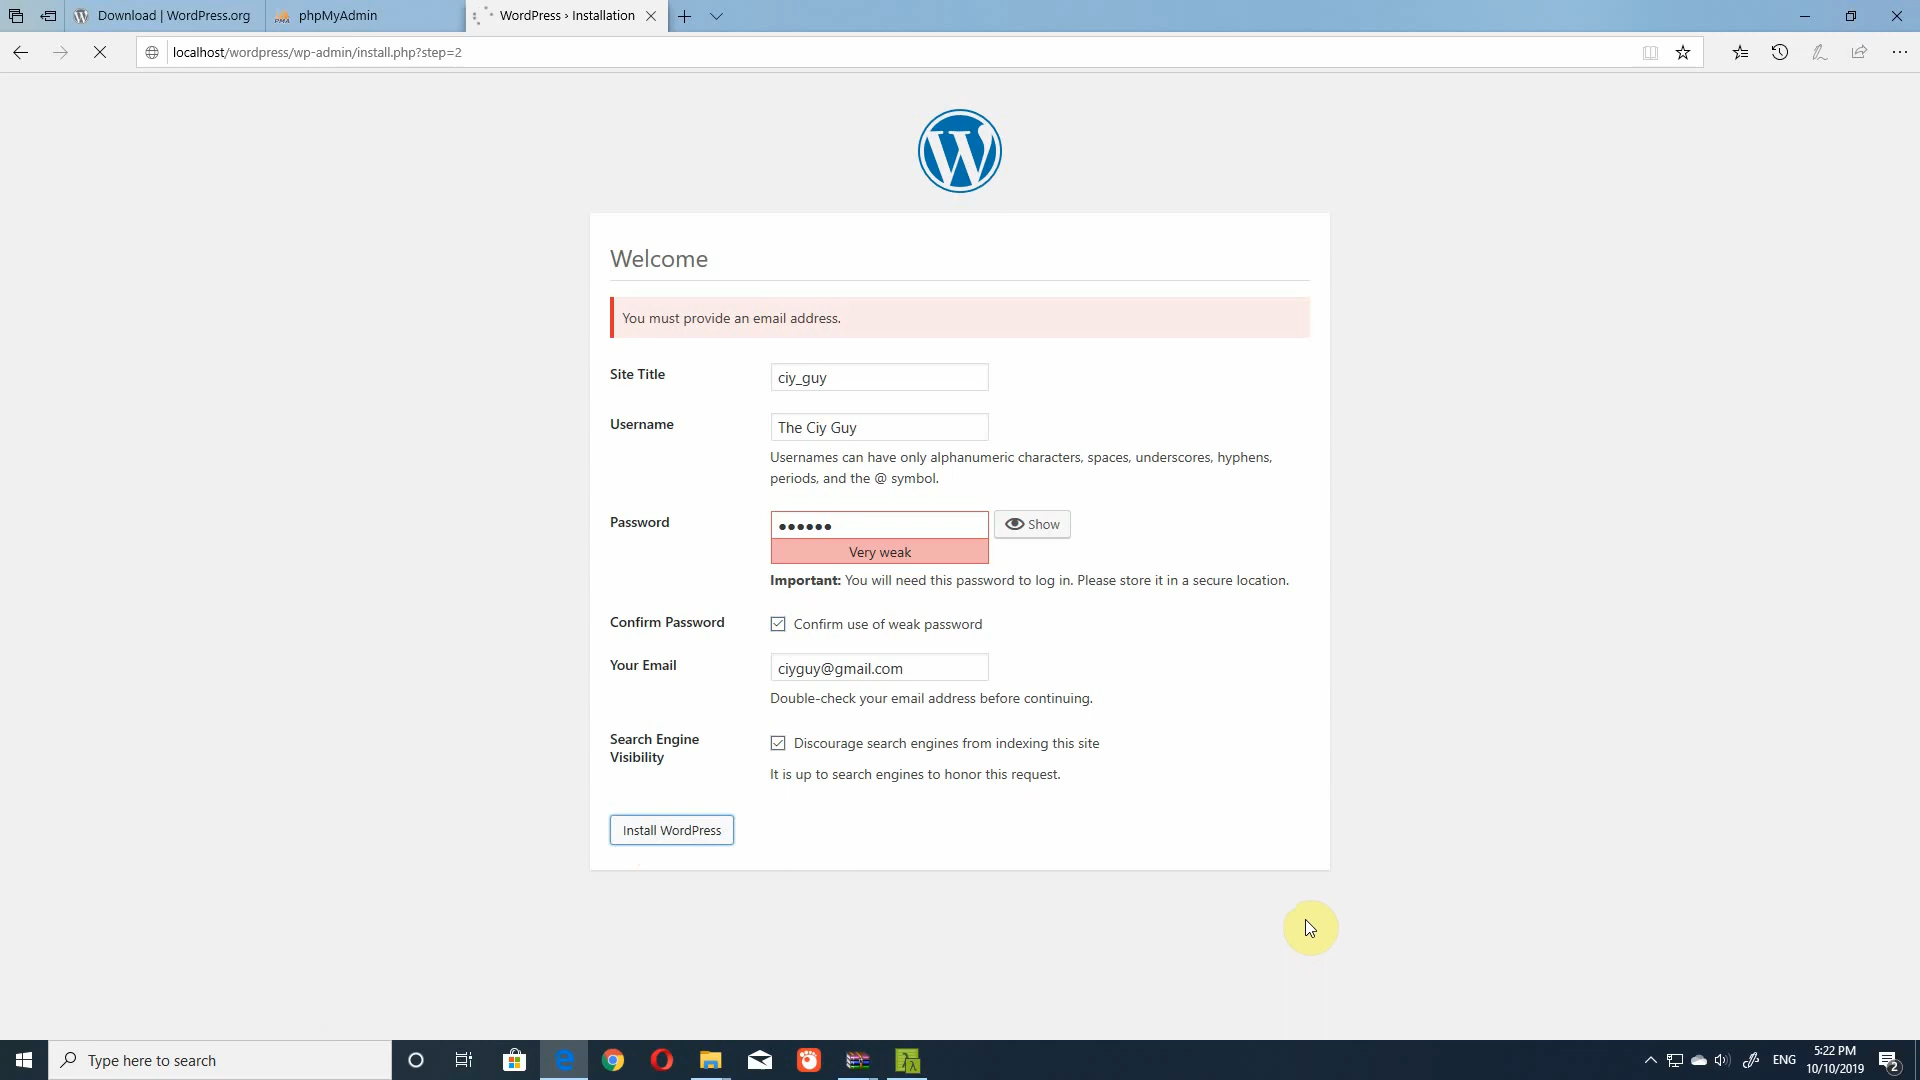 Download | WordPress.org
phpMyAdmin
WordPress › Installation
localhost/wordpress/wp-admin/install.php?step=2
Welcome
You must provide an email address.
Site Title
ciy_guy
Username
The Ciy Guy
Usernames can have only alphanumeric characters, spaces, underscores, hyphens,
periods, and the @ symbol.
Password
●●●●●●
Show
Very weak
Important: You will need this password to log in. Please store it in a secure location.
Confirm Password
Confirm use of weak password
Your Email
ciyguy@gmail.com
Double-check your email address before continuing.
Search Engine
Visibility
Discourage search engines from indexing this site
It is up to search engines to honor this request.
Install WordPress
Type here to search
ENG
5:22 PM
10/10/2019
2